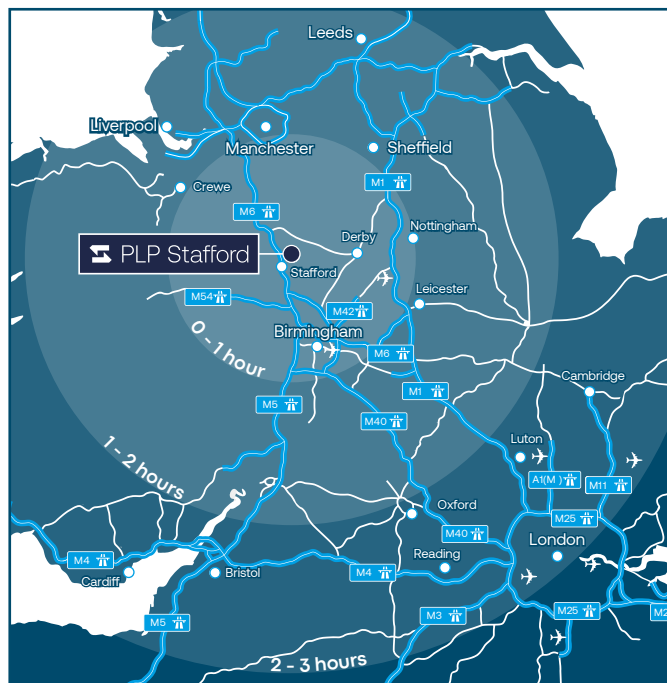 Leeds
Liverpool
Manchester
Sheffield
M1
Crewe
M6
Nottingham
Derby
PLP Stafford
Stafford
M54
Leicester
M42
Birmingham
0 - 1 hour
M6
Cambridge
M1
M5
M40
Luton
1 - 2 hours
A1(M )
M11
Oxford
M25
M40
London
Reading
M4
Cardiff
Bristol
M4
M3
M25
M2
M5
2 - 3 hours